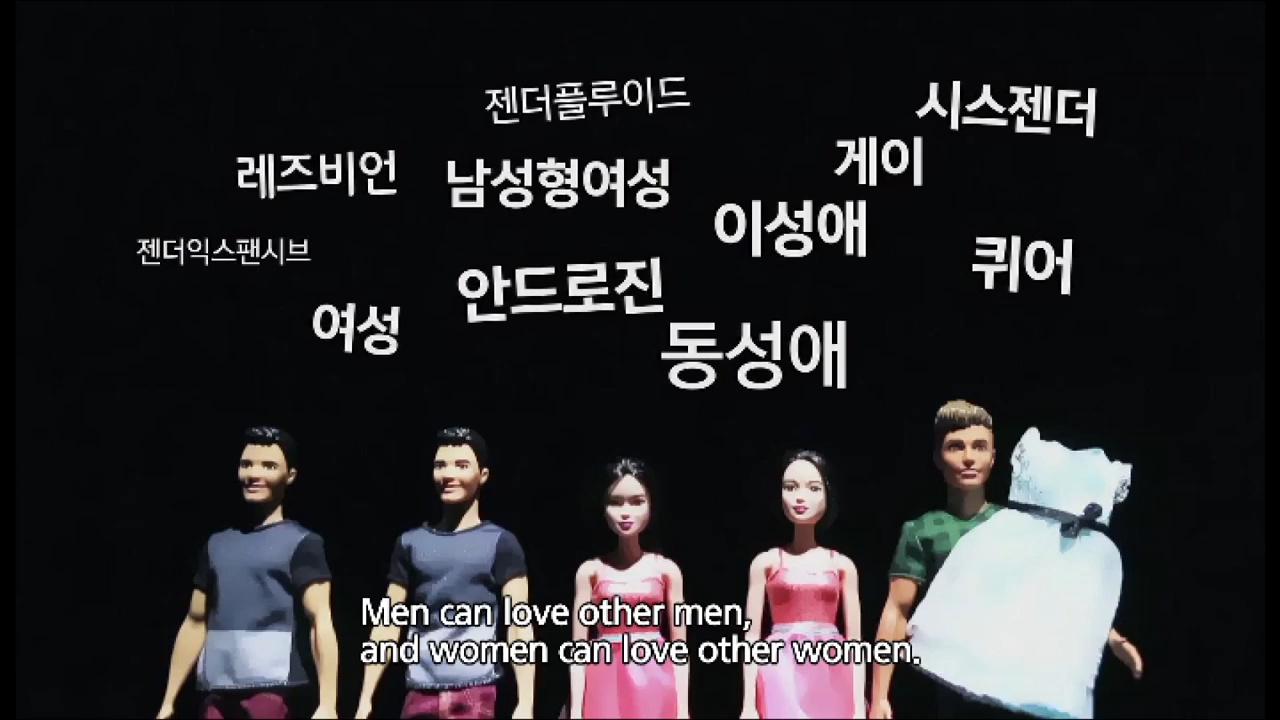 젠더플루이드
시스젠더
레즈비언
남성형여성
게이
이성애
젠더익스팬시브
안드로진
퀴어
여성
동성애
Men can love other men,
and women can love other women.